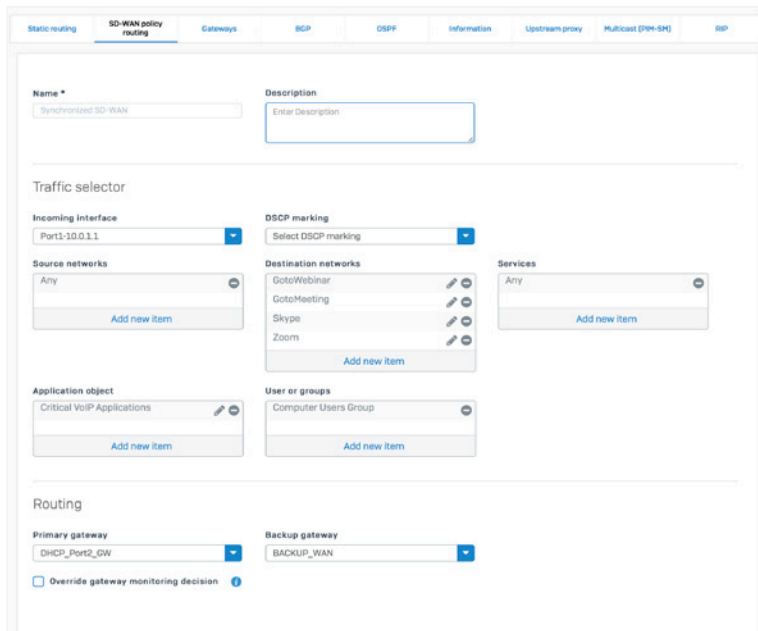 Static routing
SD-WAN policy
routing
Gateways
BGP
OSPF
Information
Upstream proxy
Multicast (PIM-SM)
RIP
Name *
Description
Synchronized SD-WAN
Enter Description
Traffic selector
Incoming interface
DSCP marking
Port1-10.0.1.1
Select DSCP marking
Source networks
Destination networks
Services
Any
GotoWebinar
Any
GotoMeeting
Skype
Zoom
Add new item
Add new item
Add new item
Application object
User or groups
Critical VoIP Applications
Computer Users Group
Add new item
Add new item
Routing
Primary gateway
Backup gateway
DHCP_Port2_GW
BACKUP_WAN
Override gateway monitoring decision